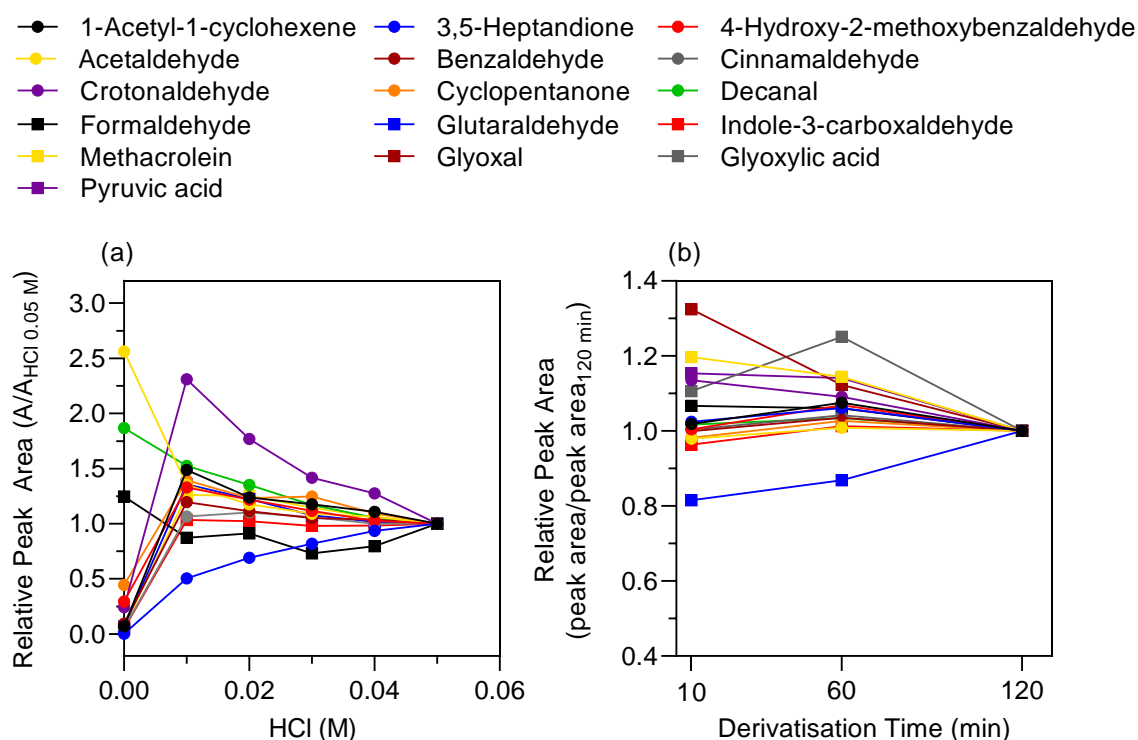 1-Acetyl-1-cyclohexene 3,5-Heptandione 4-Hydroxy-2-methoxybenzaldehyde
Acetaldehyde Benzaldehyde Cinnamaldehyde
Crotonaldehyde Cyclopentanone Decanal
Formaldehyde Glutaraldehyde Indole-3-carboxaldehyde
Methacrolein Glyoxal Glyoxylic acid
Pyruvic acid
(a)
Relative Peak Area (A/A HCl 0.05 M)
3.0
2.5
2.0
1.5
1.0
0.5
0.0
0.00 0.02 0.04 0.06
HCl (M)
(b)
Relative Peak Area
(peak area/peak area 120 min)
1.4
1.2
1.0
0.8
0.6
0.4
10 60 120
Derivatisation Time (min)